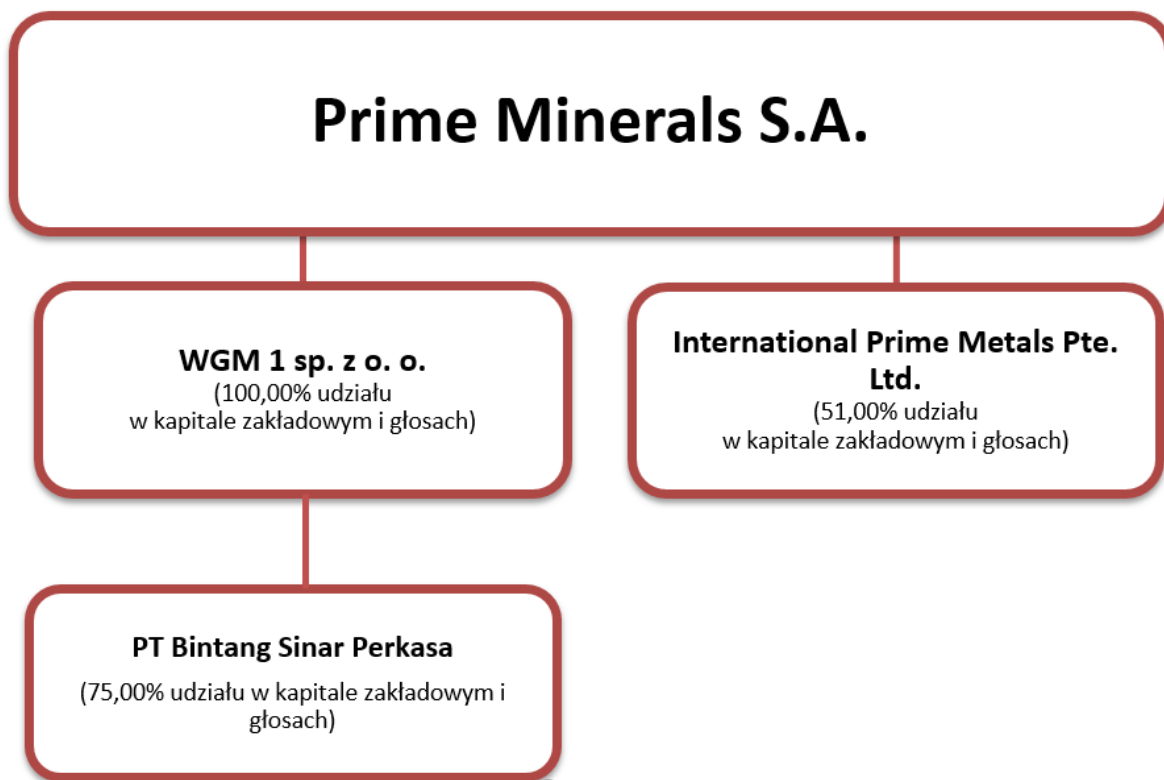 Prime Minerals S.A.
WGM 1 sp. z o. o.
(100,00% udziału
w kapitale zakładowym i głosach)
International Prime Metals Pte.
Ltd.
(51,00% udziału
w kapitale zakładowym i głosach)
PT Bintang Sinar Perkasa
(75,00% udziału w kapitale zakładowym i
głosach)